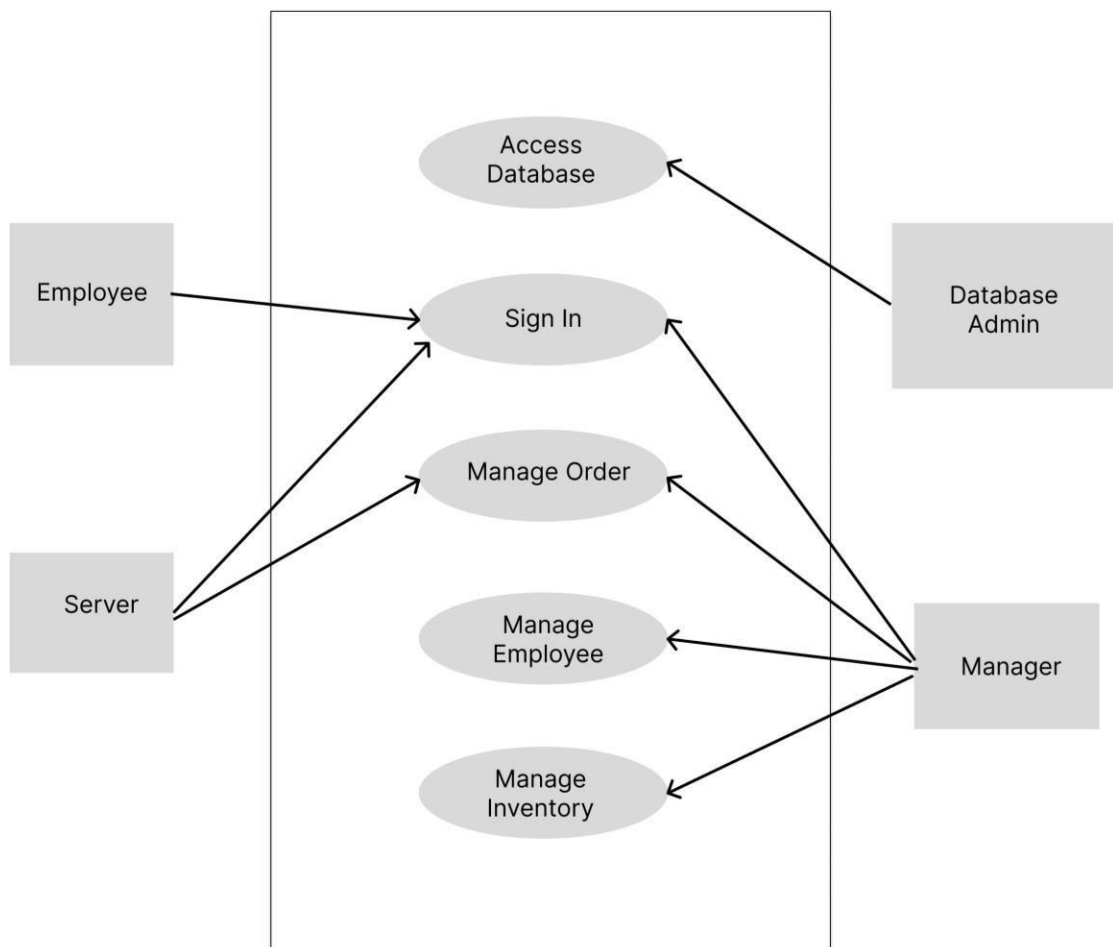 Access
Database
Employee
Sign In
Database
Admin
Manage Order
Server
Manage
Employee
Manager
Manage
Inventory